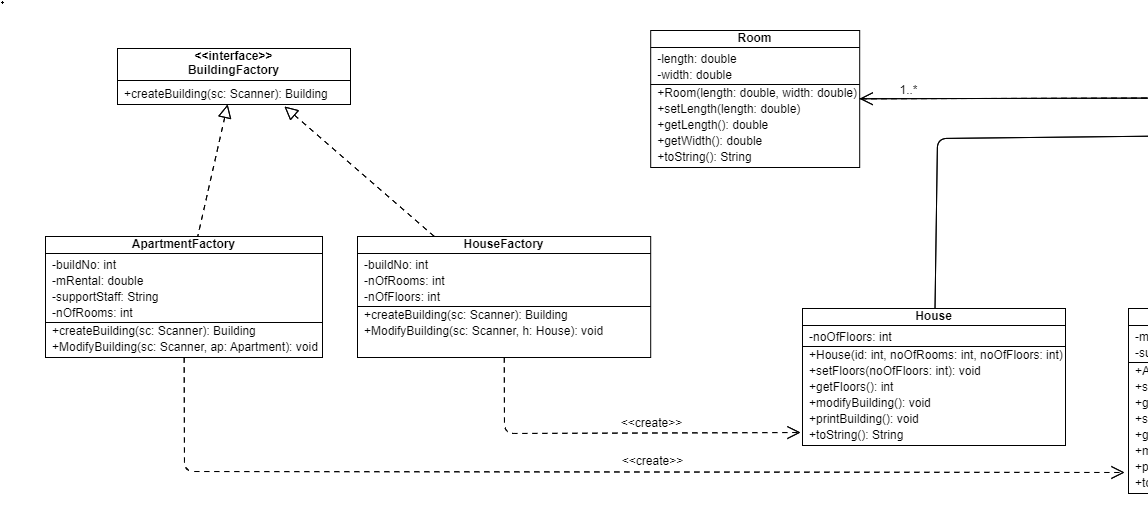 <<interface>>
BuildingFactory
+createBuilding(sc: Scanner): Building
Room
-length: double
-width: double
+Room(length: double, width: double)
+setLength(length: double)
+getLength(): double
+getWidth(): double
+toString(): String
1..*
ApartmentFactory
-buildNo: int
-mRental: double
-supportStaff: String
-nOfRooms: int
+createBuilding(sc: Scanner): Building
+ModifyBuilding(sc: Scanner, ap: Apartment): void
HouseFactory
-buildNo: int
-nOfRooms: int
-nOfFloors: int
+createBuilding(sc: Scanner): Building
+ModifyBuilding(sc: Scanner, h: House): void
House
-noOfFloors: int
+House(id: int, noOfRooms: int, noOfFloors: int)
+setFloors(noOfFloors: int): void
+getFloors(): int
+modifyBuilding(): void
+printBuilding(): void
+toString(): String
<<create>>
<<create>>